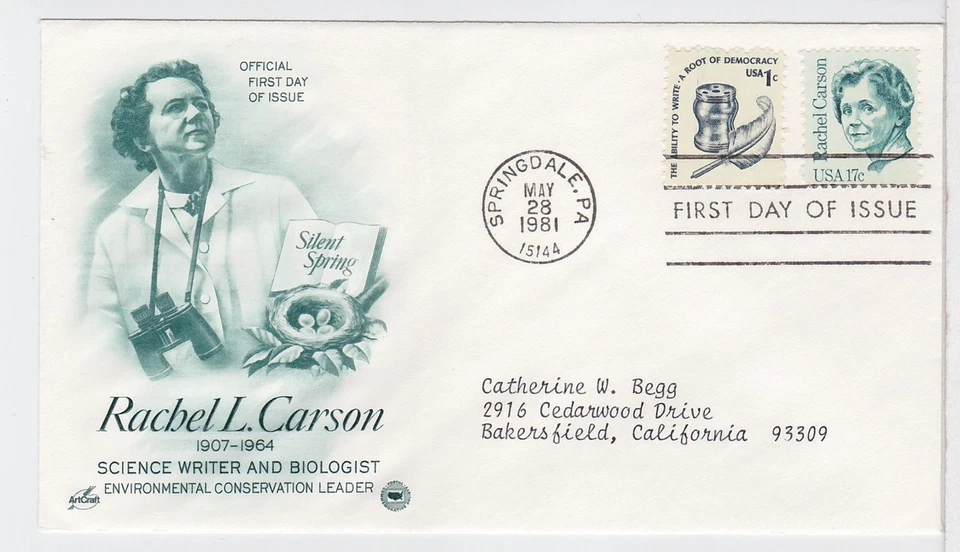 OFFICIAL
FIRST DAY
OF ISSUE
Silent
Spring
Rachel L. Carson
1907-1964
SCIENCE WRITER AND BIOLOGIST
ENVIRONMENTAL CONSERVATION LEADER
ArtCraft
SPRINGDALE, PA
MAY
28
1981
15144
THE ABILITY TO WRITE · A ROOT OF DEMOCRACY
USA 1c
Rachel Carson
USA 17c
FIRST DAY OF ISSUE
Catherine W. Begg
2916 Cedarwood Drive
Bakersfield, California 93309